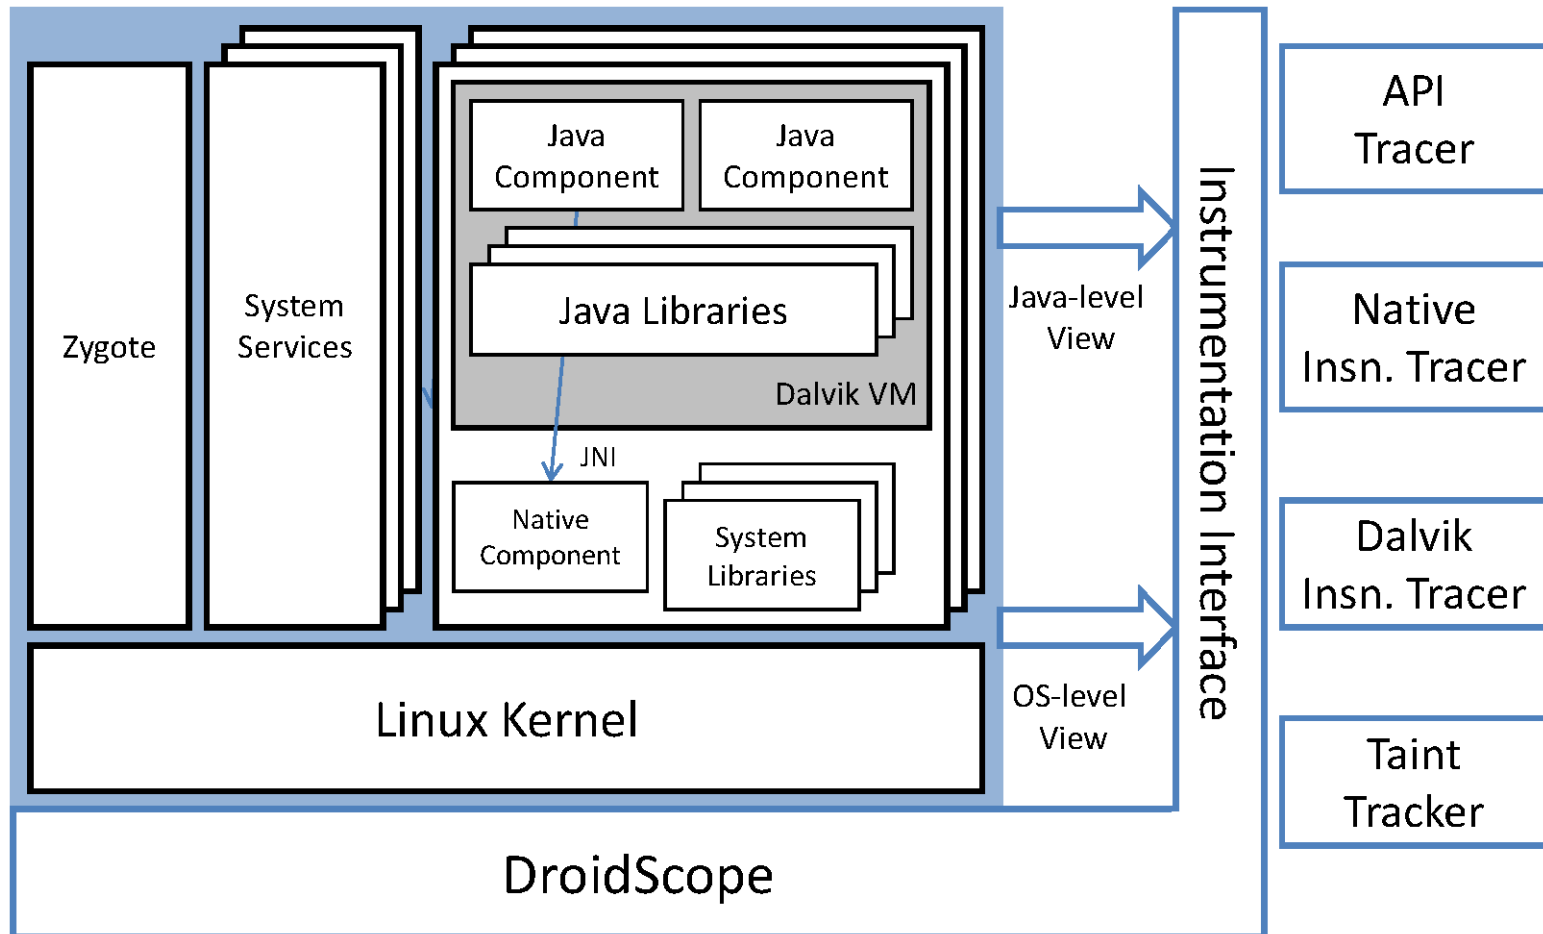 Zygote
System
Services
Java
Component
Java
Component
Java Libraries
Dalvik VM
JNI
Native
Component
System
Libraries
Linux Kernel
DroidScope
Java-level
View
OS-level
View
Instrumentation Interface
API
Tracer
Native
Insn. Tracer
Dalvik
Insn. Tracer
Taint
Tracker